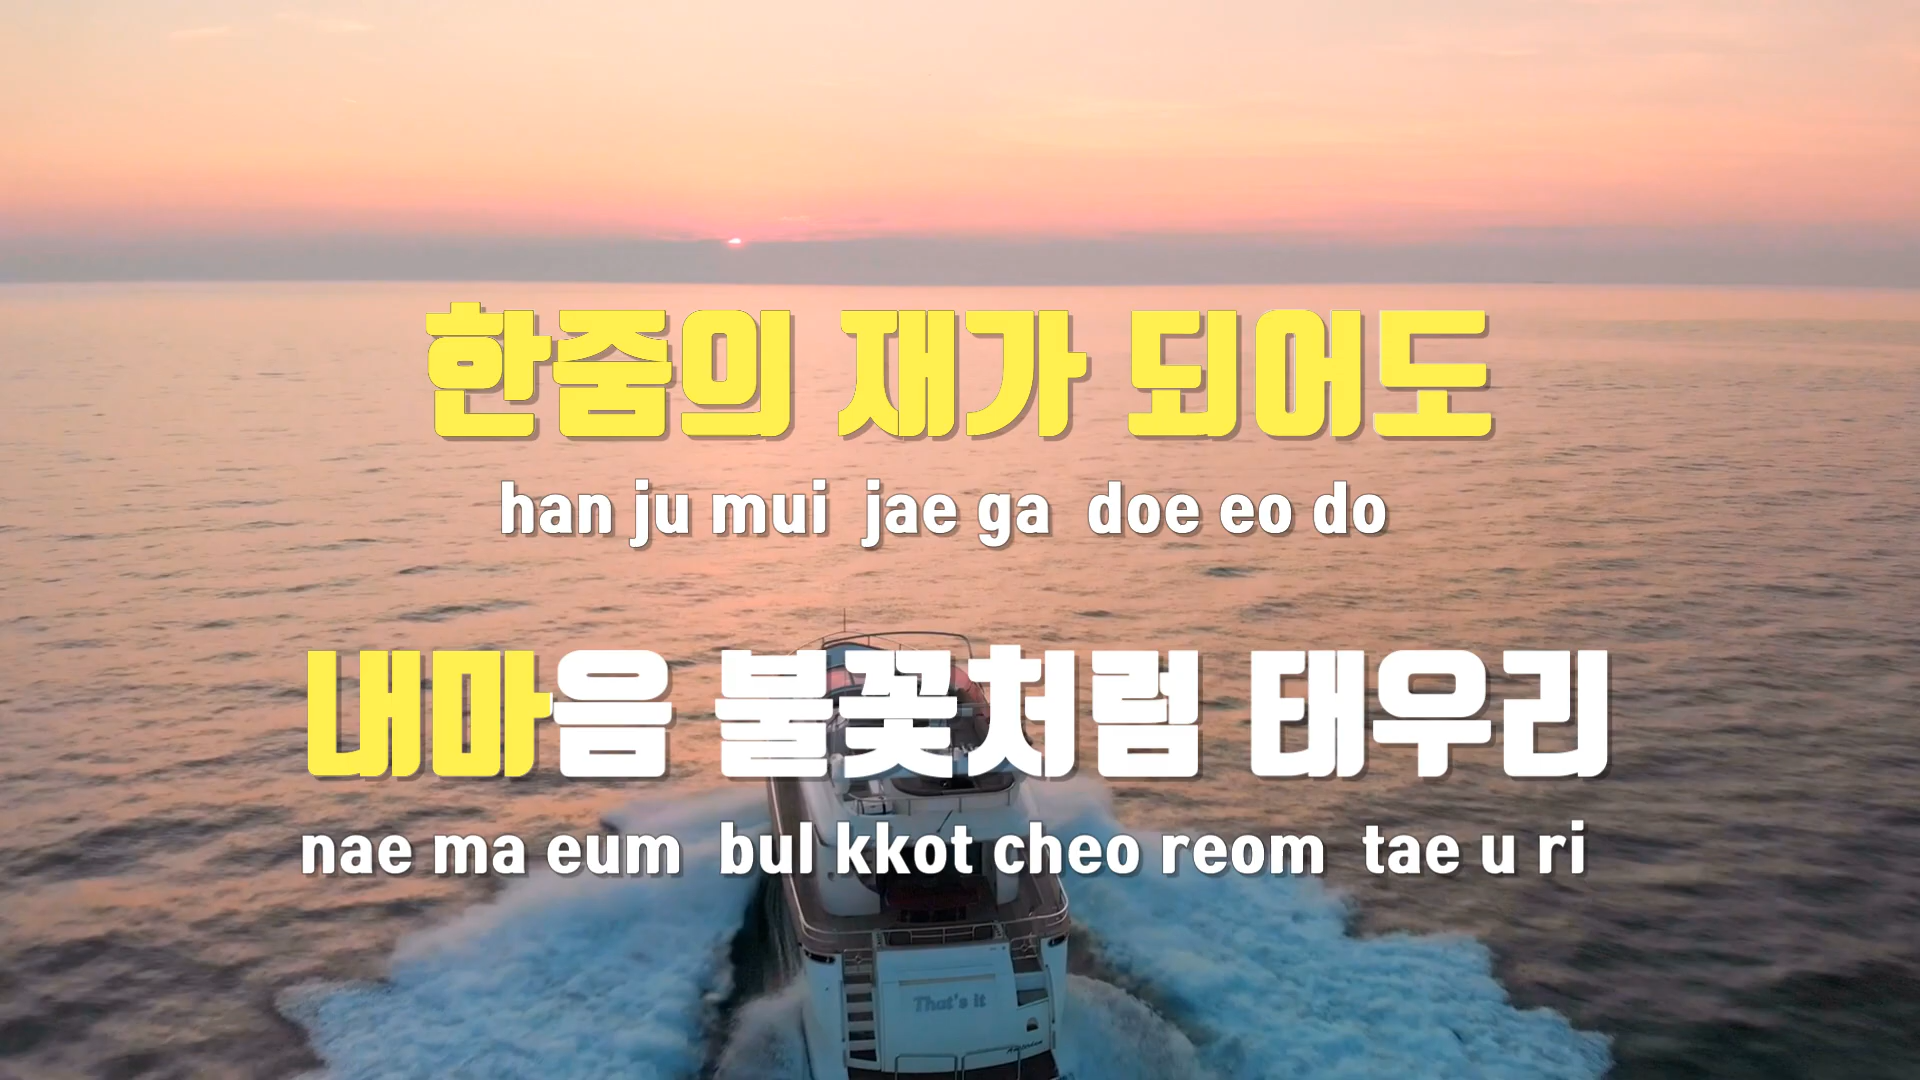 한줌의 재가 되어도
han ju mui jae ga doe eo do
내마음 불꽃처럼 태우리
nae ma eum bul kkot cheo reom tae u ri
That's it